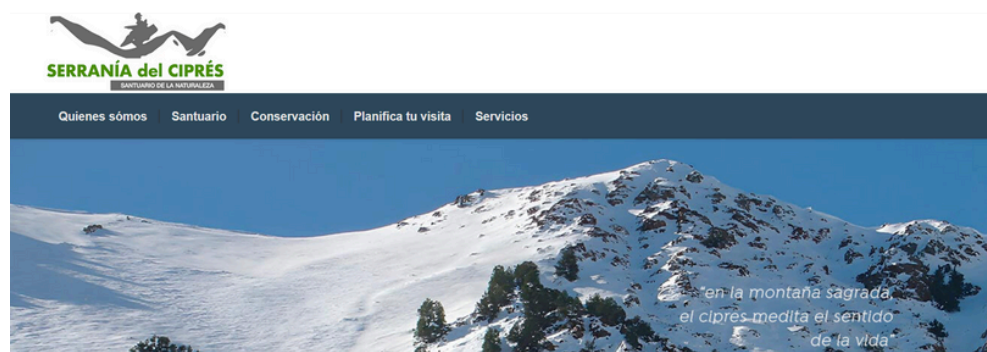 SERRANÍA del CIPRÉS
SANTUARIO DE LA NATURALEZA
Quienes sómos Santuario Conservación Planifica tu visita Servicios
"en la montaña sagrada,
el ciprés medita el sentido
de la vida"